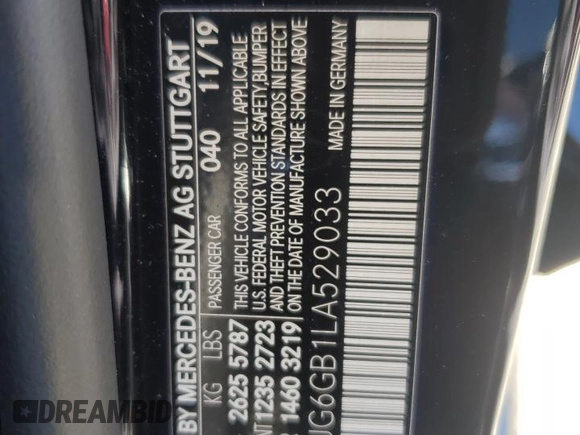 BY MERCEDES-BENZ AG STUTTGART
KG LBS PASSENGER CAR 040 11/19
2625 5787 THIS VEHICLE CONFORMS TO ALL APPLICABLE
U.S. FEDERAL MOTOR VEHICLE SAFETY, BUMPER
1235 2723 AND THEFT PREVENTION STANDARDS IN EFFECT
1460 3219 ON THE DATE OF MANUFACTURE SHOWN ABOVE
G6GB1LA529033 MADE IN GERMANY
DREAMBID